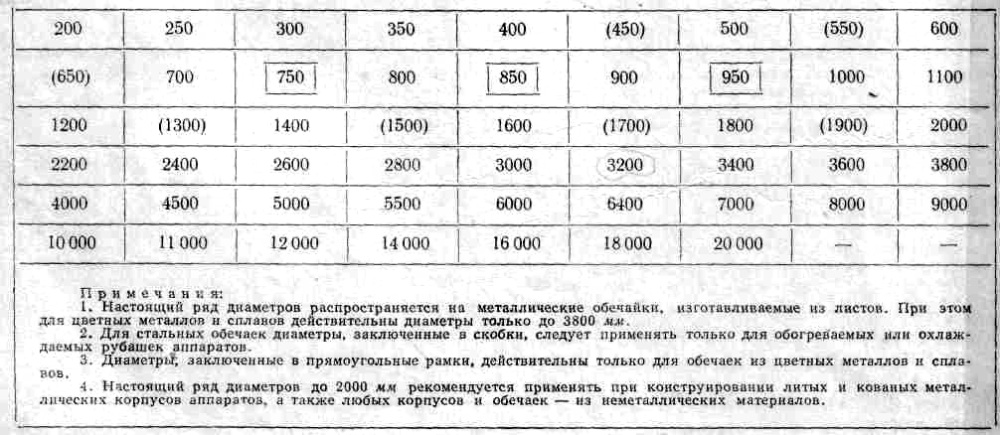 200 250 300 350 400 (450) 500 (550) 600
(650) 700 750 800 850 900 950 1000 1100
1200 (1300) 1400 (1500) 1600 (1700) 1800 (1900) 2000
2200 2400 2600 2800 3000 3200 3400 3600 3800
4000 4500 5000 5500 6000 6400 7000 8000 9000
10 000 11 000 12 000 14 000 16 000 18 000 20 000 — —
Примечания:
1. Настоящий ряд диаметров распространяется на металлические обечайки, изготавливаемые из листов. При этом
для цветных металлов и сплавов действительны диаметры только до 3800 мм.
2. Для стальных обечаек диаметры, заключенные в скобки, следует применять только для обогреваемых или охлаж-
даемых рубашек аппаратов.
3. Диаметры, заключенные в прямоугольные рамки, действительны только для обечаек из цветных металлов и спла-
вов.
4. Настоящий ряд диаметров до 2000 мм рекомендуется применять при конструировании литых и кованых метал-
лических корпусов аппаратов, а также любых корпусов и обечаек — из неметаллических материалов.